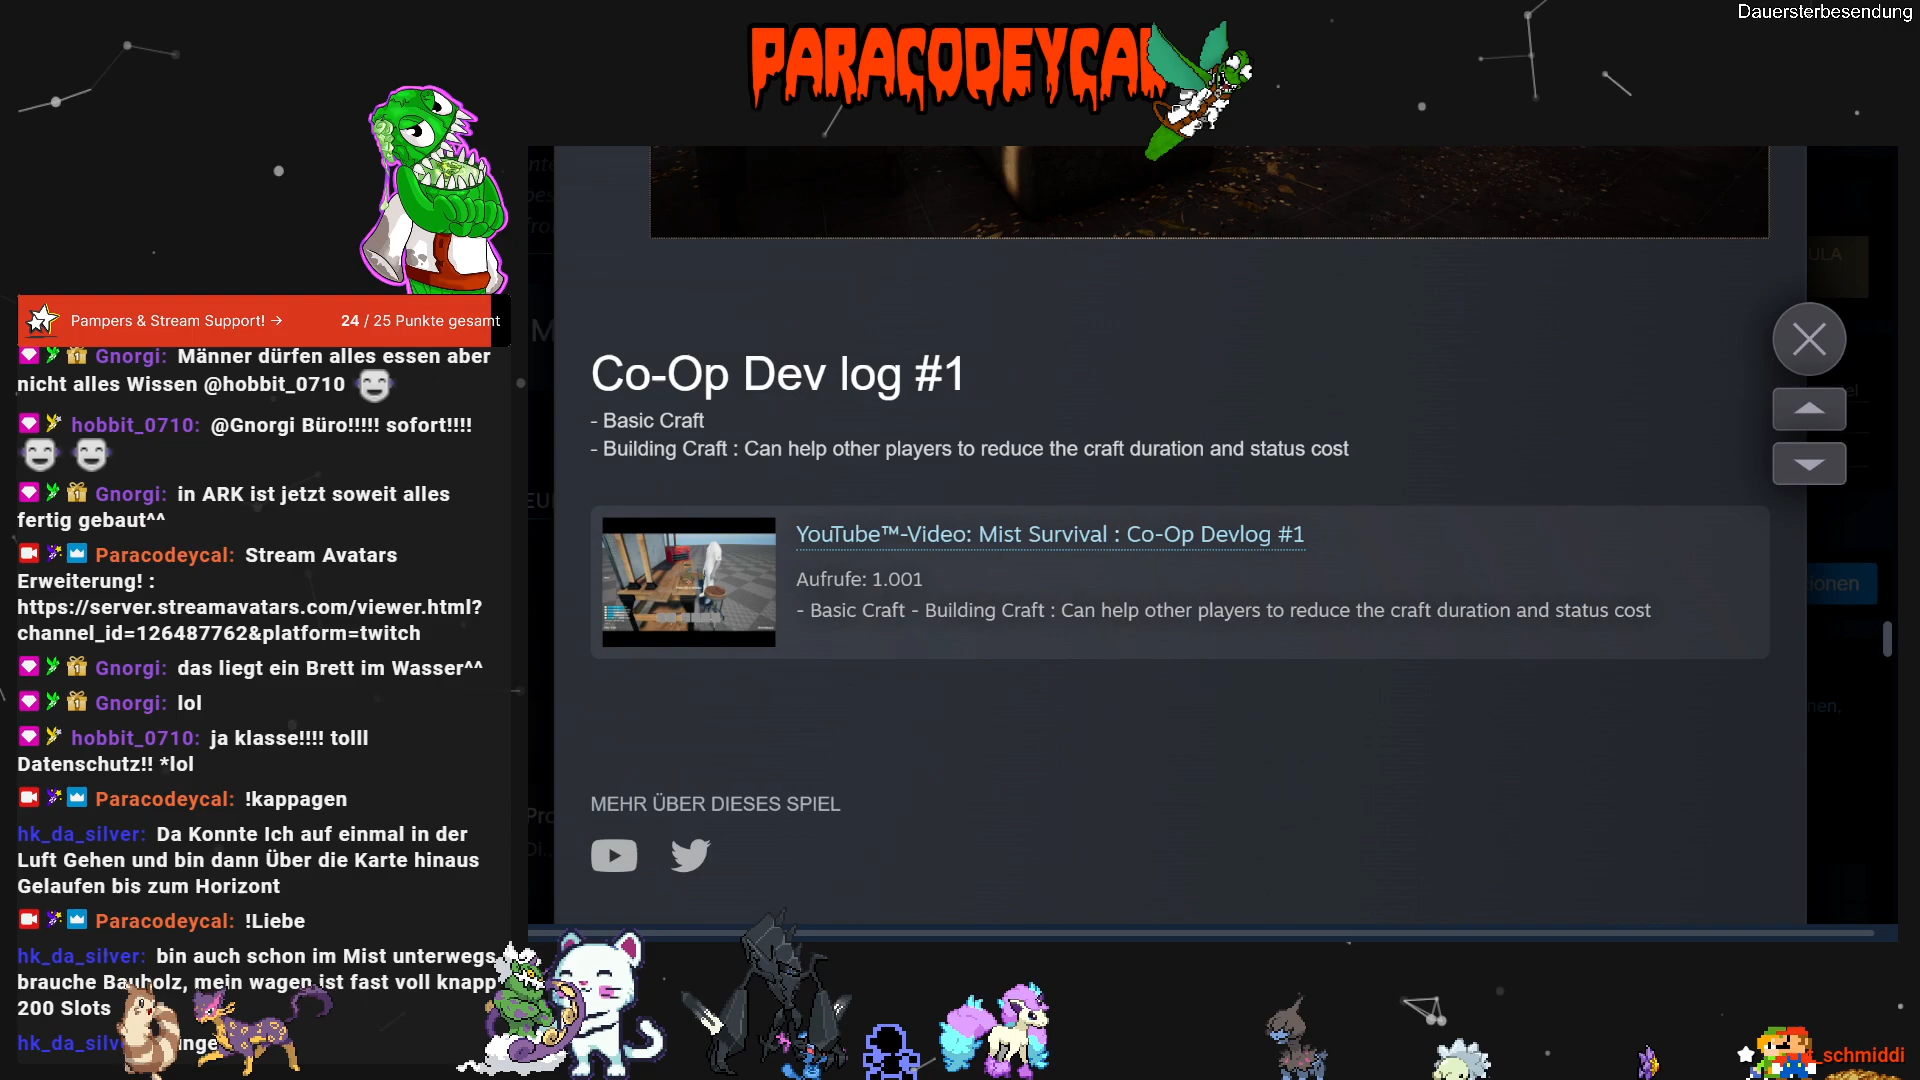 Dauersterbesendung
PARACODEYCAL
Pampers & Stream Support! → 24 / 25 Punkte gesamt
Gnorgi: Männer dürfen alles essen aber
nicht alles Wissen @hobbit_0710
hobbit_0710: @Gnorgi Büro!!!!! sofort!!!!
Gnorgi: in ARK ist jetzt soweit alles
fertig gebaut^^
Paracodeycal: Stream Avatars
Erweiterung! :
https://server.streamavatars.com/viewer.html?
channel_id=126487762&platform=twitch
Gnorgi: das liegt ein Brett im Wasser^^
Gnorgi: lol
hobbit_0710: ja klasse!!!! tolll
Datenschutz!! *lol
Paracodeycal: !kappagen
hk_da_silver: Da Konnte Ich auf einmal in der
Luft Gehen und bin dann Über die Karte hinaus
Gelaufen bis zum Horizont
Paracodeycal: !Liebe
hk_da_silver: bin auch schon im Mist unterwegs,
brauche Bauholz, mein wagen ist fast voll knapp
200 Slots
Co-Op Dev log #1
- Basic Craft
- Building Craft : Can help other players to reduce the craft duration and status cost
YouTube™-Video: Mist Survival : Co-Op Devlog #1
Aufrufe: 1.001
- Basic Craft - Building Craft : Can help other players to reduce the craft duration and status cost
MEHR ÜBER DIESES SPIEL
ULA
ionen
nen,
_schmiddi